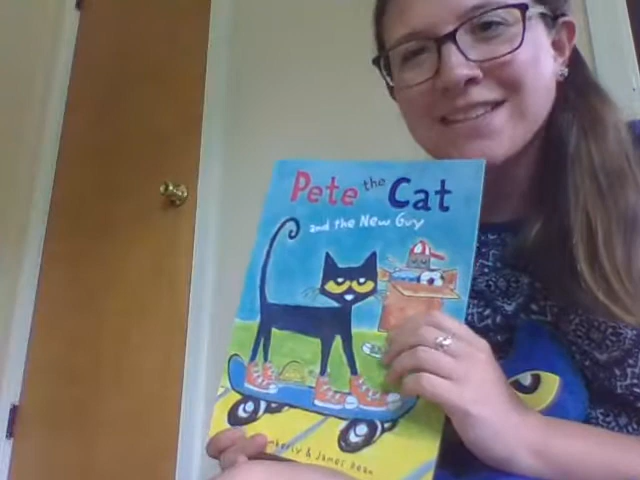 Pete the Cat
and the New Guy
& James Dean